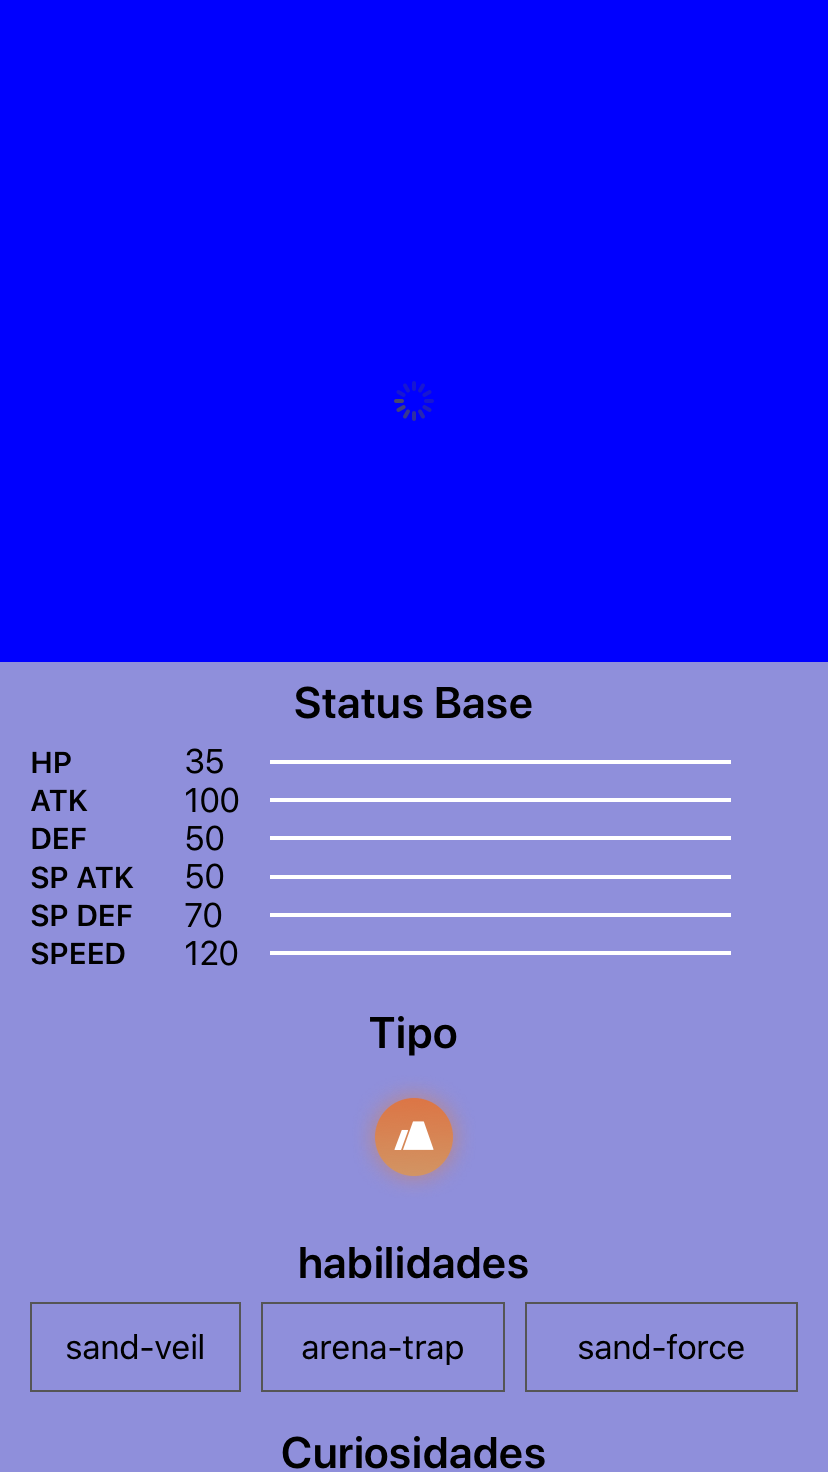 Status Base
HP 35
ATK 100
DEF 50
SP ATK 50
SP DEF 70
SPEED 120
Tipo
habilidades
sand-veil arena-trap sand-force
Curiosidades